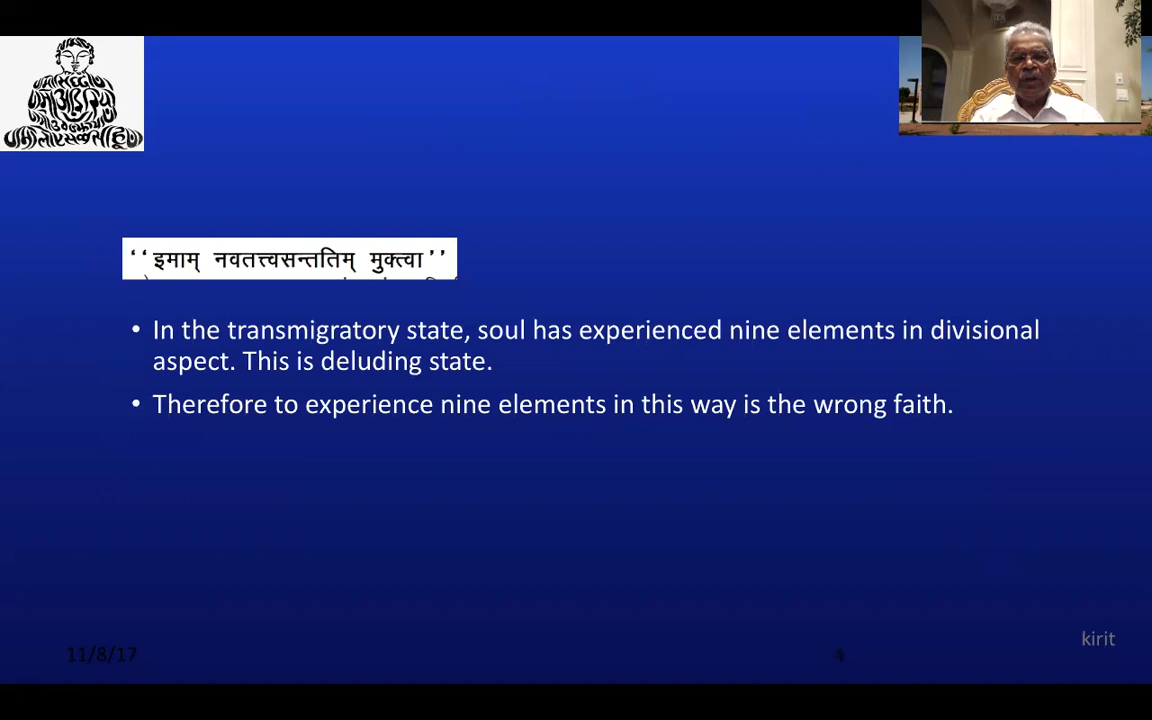 ‘‘इमाम् नवतत्त्वसन्ततिम् मुक्त्वा’’
• In the transmigratory state, soul has experienced nine elements in divisional
aspect. This is deluding state.
• Therefore to experience nine elements in this way is the wrong faith.
kirit
11/8/17